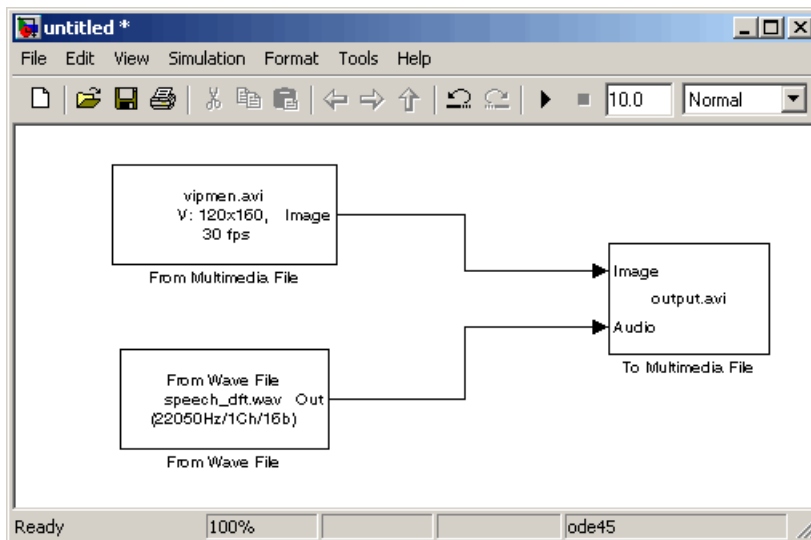 untitled *
File Edit View Simulation Format Tools Help
10.0 Normal
vipmen.avi
V: 120x160, Image
30 fps
From Multimedia File
Image
output.avi
Audio
To Multimedia File
From Wave File
speech_dft.wav Out
(22050Hz/1Ch/16b)
From Wave File
Ready 100% ode45